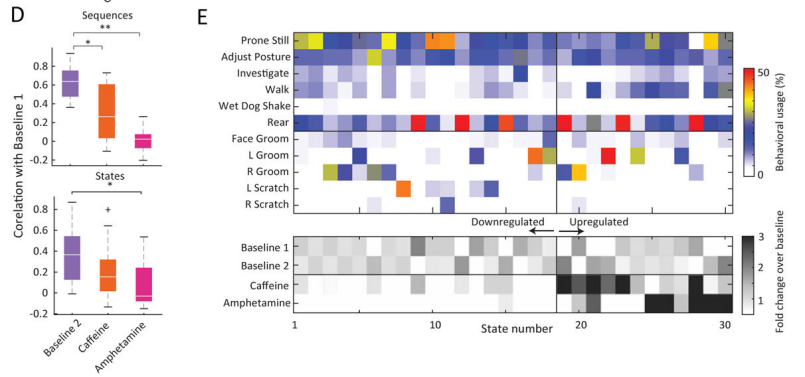 D
Sequences
**
*
Corelation with Baseline 1
0.8
0.6
0.4
0.2
0
-0.2
States
*
+
0.8
0.6
0.4
0.2
0
-0.2
Baseline 2
Caffeine
Amphetamine
E
Prone Still
Adjust Posture
Investigate
Walk
Wet Dog Shake
Rear
Face Groom
L Groom
R Groom
L Scratch
R Scratch
50
0
Behavioral usage (%)
Downregulated
Upregulated
Baseline 1
Baseline 2
Caffeine
Amphetamine
1
10
20
30
State number
3
2
1
Fold change over baseline